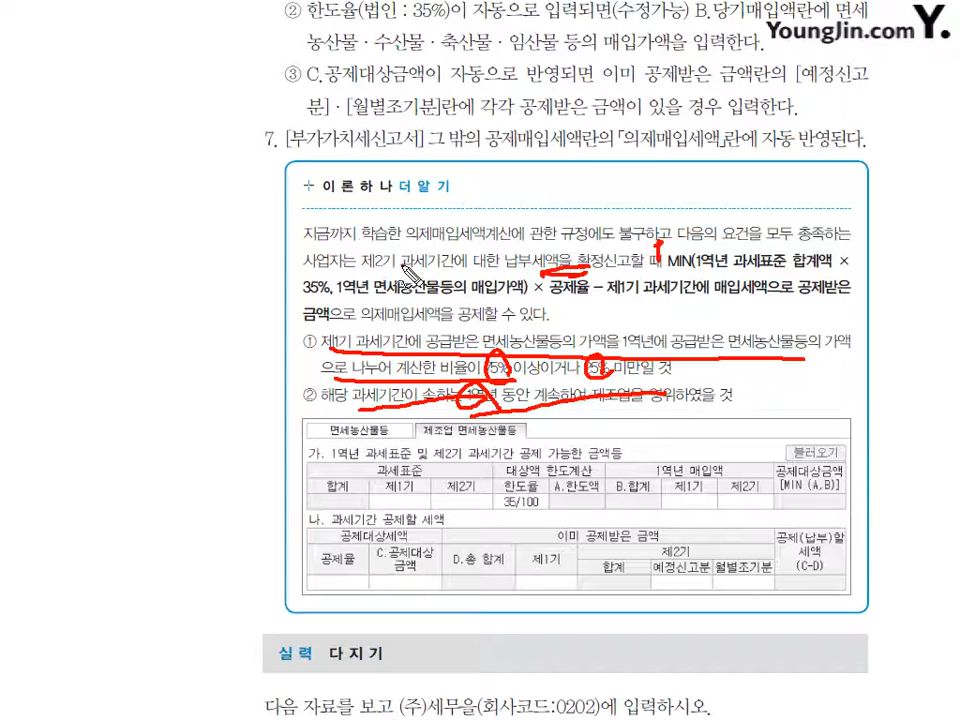 ② 한도율(법인 : 35%)이 자동으로 입력되면(수정가능) B.당기매입액란에 면세
농산물 · 수산물 · 축산물 · 임산물 등의 매입가액을 입력한다.
YoungJin.com Y.
③ C.공제대상금액이 자동으로 반영되면 이미 공제받은 금액란의 [예정신고
분] · [월별조기분]란에 각각 공제받은 금액이 있을 경우 입력한다.
7. [부가가치세신고서] 그 밖의 공제매입세액란의 「의제매입세액」란에 자동 반영된다.
이론하나 더알기
지금까지 학습한 의제매입세액계산에 관한 규정에도 불구하고 다음의 요건을 모두 충족하는
사업자는 제2기 과세기간에 대한 납부세액을 확정신고할 때 MIN(1역년 과세표준 합계액 ×
35%, 1역년 면세농산물등의 매입가액) × 공제율 – 제1기 과세기간에 매입세액으로 공제받은
금액으로 의제매입세액을 공제할 수 있다.
① 제1기 과세기간에 공급받은 면세농산물등의 가액을 1역년에 공급받은 면세농산물등의 가액
으로 나누어 계산한 비율이 75% 이상이거나 25% 미만일 것
② 해당 과세기간이 속하는 1역년 동안 계속하여 제조업을 영위하였을 것
면세농산물등 제조업 면세농산물등
가. 1역년 과세표준 및 제2기 과세기간 공제 가능한 금액등 불러오기
과세표준 대상액 한도계산 1역년 매입액 공제대상금액
합계 제1기 제2기 한도율 A.한도액 B.합계 제1기 제2기 [MIN (A,B)]
35/100
나. 과세기간 공제할 세액
공제대상세액 이미 공제받은 금액 공제(납부)할
세액
(C-D)
공제율 C.공제대상
금액 D.총 합계 제1기 제2기
합계 예정신고분 월별조기분
실력 다지기
다음 자료를 보고 (주)세무을(회사코드:0202)에 입력하시오.